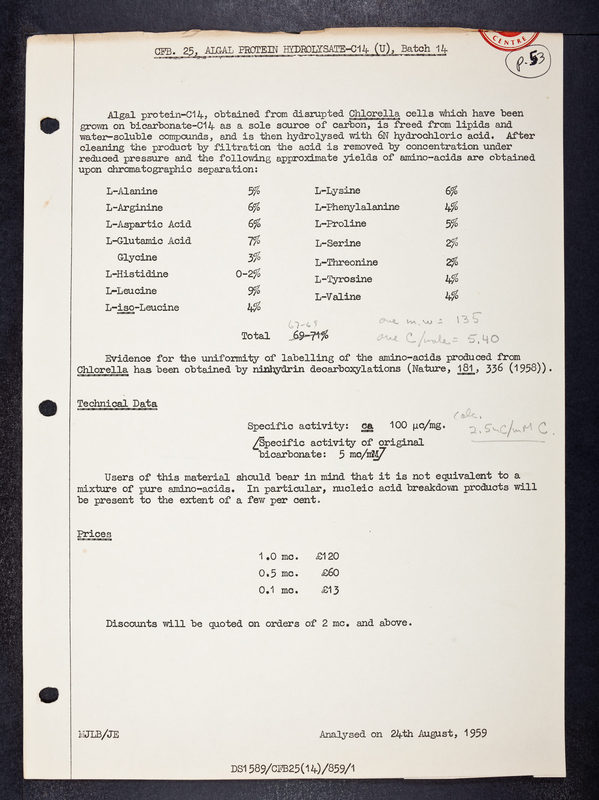 CENTRE
p.53
CFB. 25, ALGAL PROTEIN HYDROLYSATE-C14 (U), Batch 14
Algal protein-C14, obtained from disrupted Chlorella cells which have been
grown on bicarbonate-C14 as a sole source of carbon, is freed from lipids and
water-soluble compounds, and is then hydrolysed with 6N hydrochloric acid. After
cleaning the product by filtration the acid is removed by concentration under
reduced pressure and the following approximate yields of amino-acids are obtained
upon chromatographic separation:
L-Alanine 5% L-Lysine 6%
L-Arginine 6% L-Phenylalanine 4%
L-Aspartic Acid 6% L-Proline 5%
L-Glutamic Acid 7% L-Serine 2%
Glycine 3% L-Threonine 2%
L-Histidine 0-2% L-Tyrosine 4%
L-Leucine 9% L-Valine 4%
L-iso-Leucine 4%
67-69 ave m.w = 135
Total 69-71% ave C/mole = 5.40
Evidence for the uniformity of labelling of the amino-acids produced from
Chlorella has been obtained by ninhydrin decarboxylations (Nature, 181, 336 (1958)).
Technical Data
Specific activity: ca 100 μc/mg. calc.
2.5mC/mM C.
[Specific activity of original
bicarbonate: 5 mc/mM]
Users of this material should bear in mind that it is not equivalent to a
mixture of pure amino-acids. In particular, nucleic acid breakdown products will
be present to the extent of a few per cent.
Prices
1.0 mc. £120
0.5 mc. £60
0.1 mc. £13
Discounts will be quoted on orders of 2 mc. and above.
MJLB/JE Analysed on 24th August, 1959
DS1589/CFB25(14)/859/1